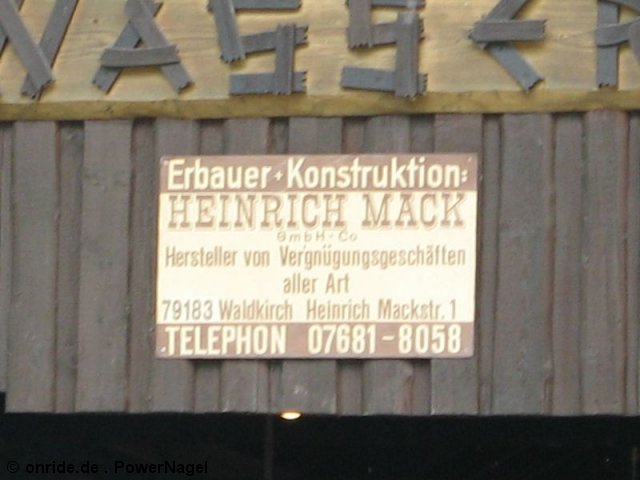 WASSER
Erbauer + Konstruktion:
HEINRICH MACK
GmbH · Co
Hersteller von Vergnügungsgeschäften
aller Art
79183 Waldkirch Heinrich Mackstr. 1
TELEPHON 07681-8058
© onride.de . PowerNagel